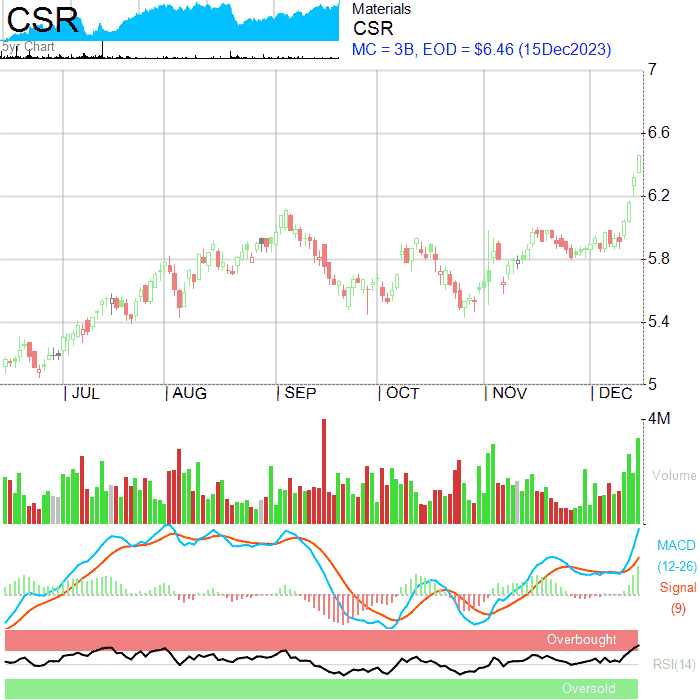 CSR
5yr Chart
Materials
CSR
MC = 3B, EOD = $6.46 (15Dec2023)
7
6.6
6.2
5.8
5.4
5
JUL AUG SEP OCT NOV DEC
4M
Volume
MACD
(12-26)
Signal
(9)
Overbought
RSI(14)
Oversold